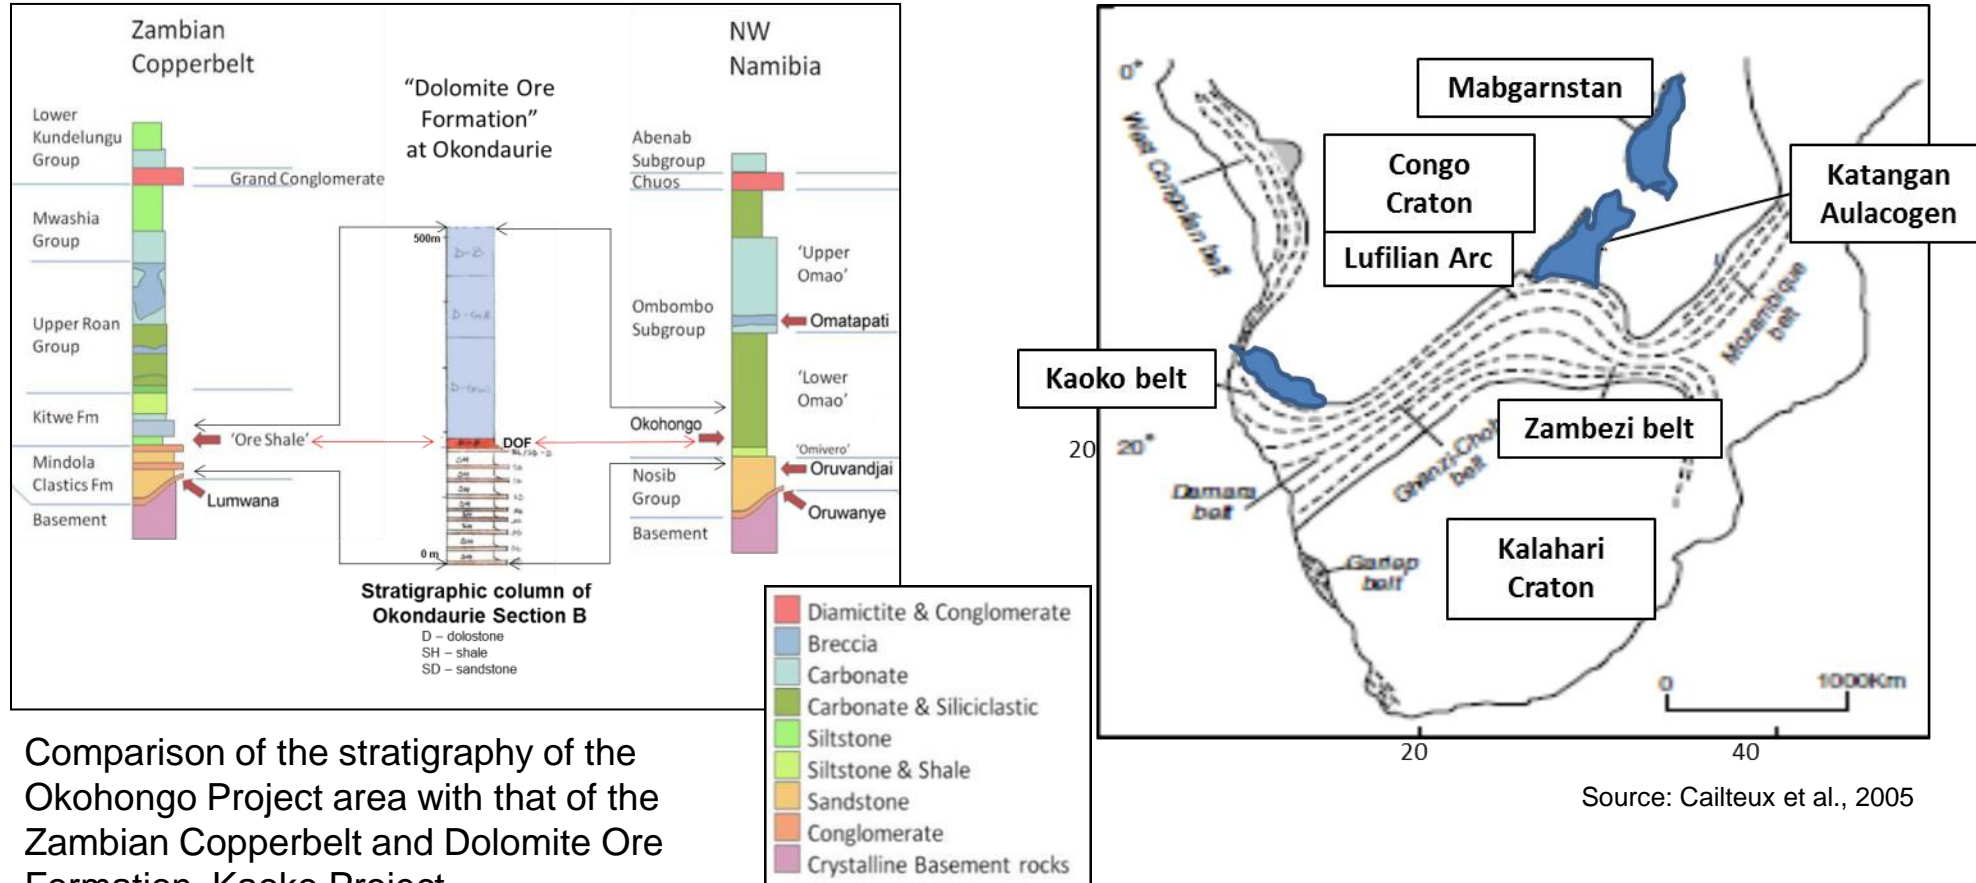 Zambian
Copperbelt
Lower
Kundelungu
Group
Grand Conglomerate
Mwashia
Group
Upper Roan
Group
Kitwe Fm
'Ore Shale'
Mindola
Clastics Fm
Lumwana
Basement
"Dolomite Ore
Formation"
at Okondaurie
500m
DOF
0 m
Stratigraphic column of
Okondaurie Section B
D – dolostone
SH – shale
SD – sandstone
NW
Namibia
Abenab
Subgroup
Chuos
Ombombo
Subgroup
'Upper
Omao'
Omatapati
'Lower
Omao'
Okohongo
'Omivero'
Oruvandjai
Nosib
Group
Oruwanye
Basement
Diamictite & Conglomerate
Breccia
Carbonate
Carbonate & Siliciclastic
Siltstone
Siltstone & Shale
Sandstone
Conglomerate
Crystalline Basement rocks
Comparison of the stratigraphy of the
Okohongo Project area with that of the
Zambian Copperbelt and Dolomite Ore
Formation, Kaoko Project
0°
West Congolian belt
Mabgarnstan
Congo
Craton
Lufilian Arc
Katangan
Aulacogen
Mozambique
belt
Kaoko belt
Zambezi belt
20
20°
Ghanzi-Chob
belt
Damara
belt
Kalahari
Craton
Gariep
belt
0
1000Km
20
40
Source: Cailteux et al., 2005